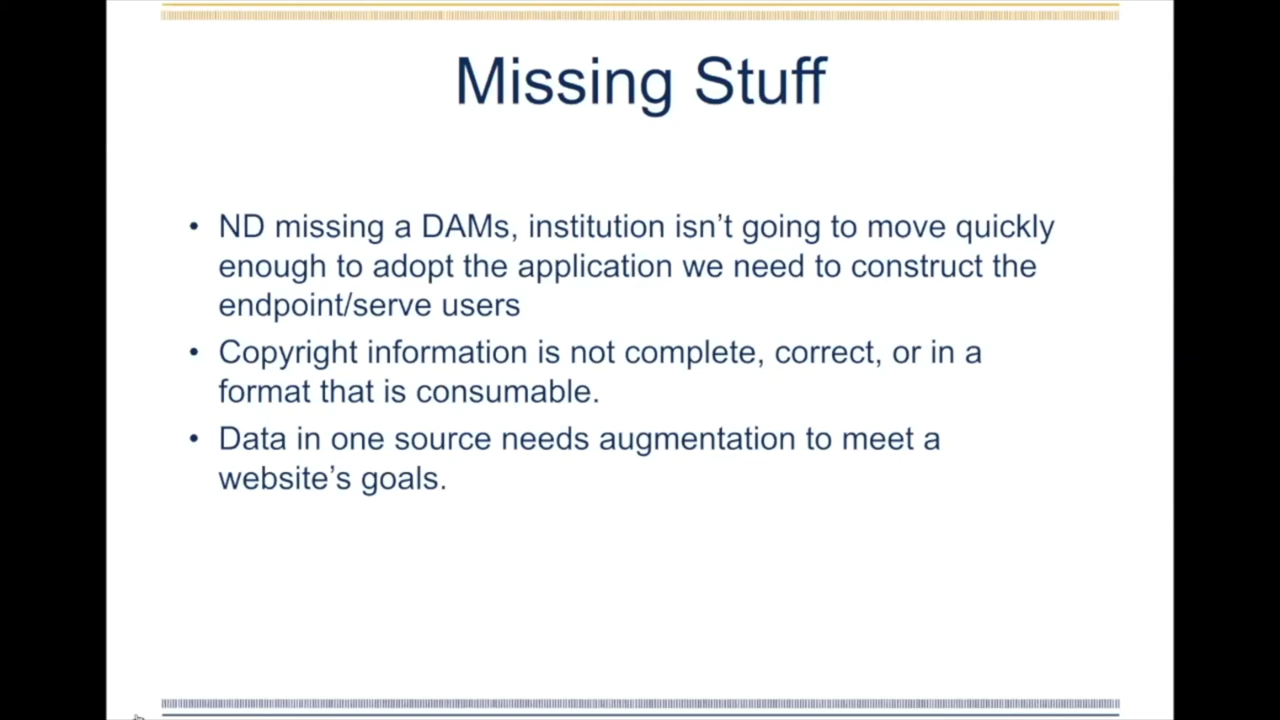 Missing Stuff
• ND missing a DAMs, institution isn’t going to move quickly
enough to adopt the application we need to construct the
endpoint/serve users
• Copyright information is not complete, correct, or in a
format that is consumable.
• Data in one source needs augmentation to meet a
website’s goals.